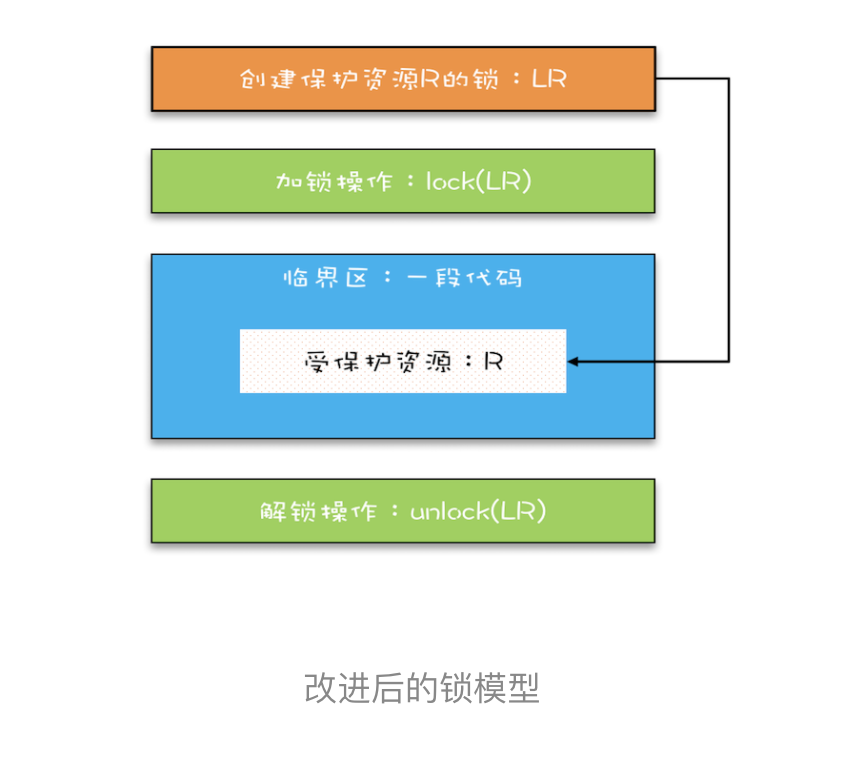 创建保护资源R的锁：LR
加锁操作：lock(LR)
临界区：一段代码
受保护资源：R
解锁操作：unlock(LR)
改进后的锁模型